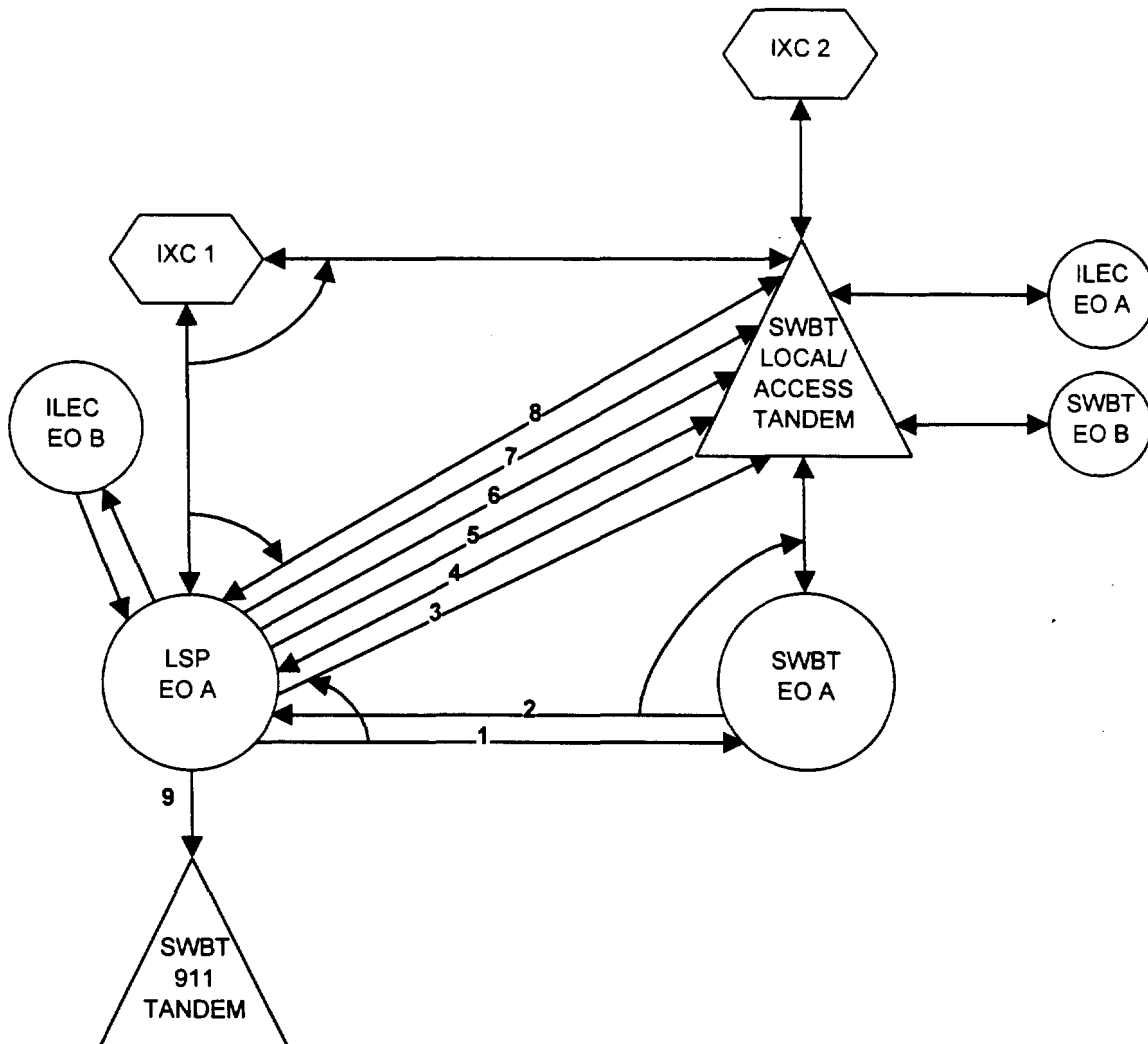 IXC 2
IXC 1
ILEC
EO A
SWBT
LOCAL/
ACCESS
TANDEM
ILEC
EO B
SWBT
EO B
8
7
6
5
4
3
LSP
EO A
SWBT
EO A
2
1
9
SWBT
911
TANDEM